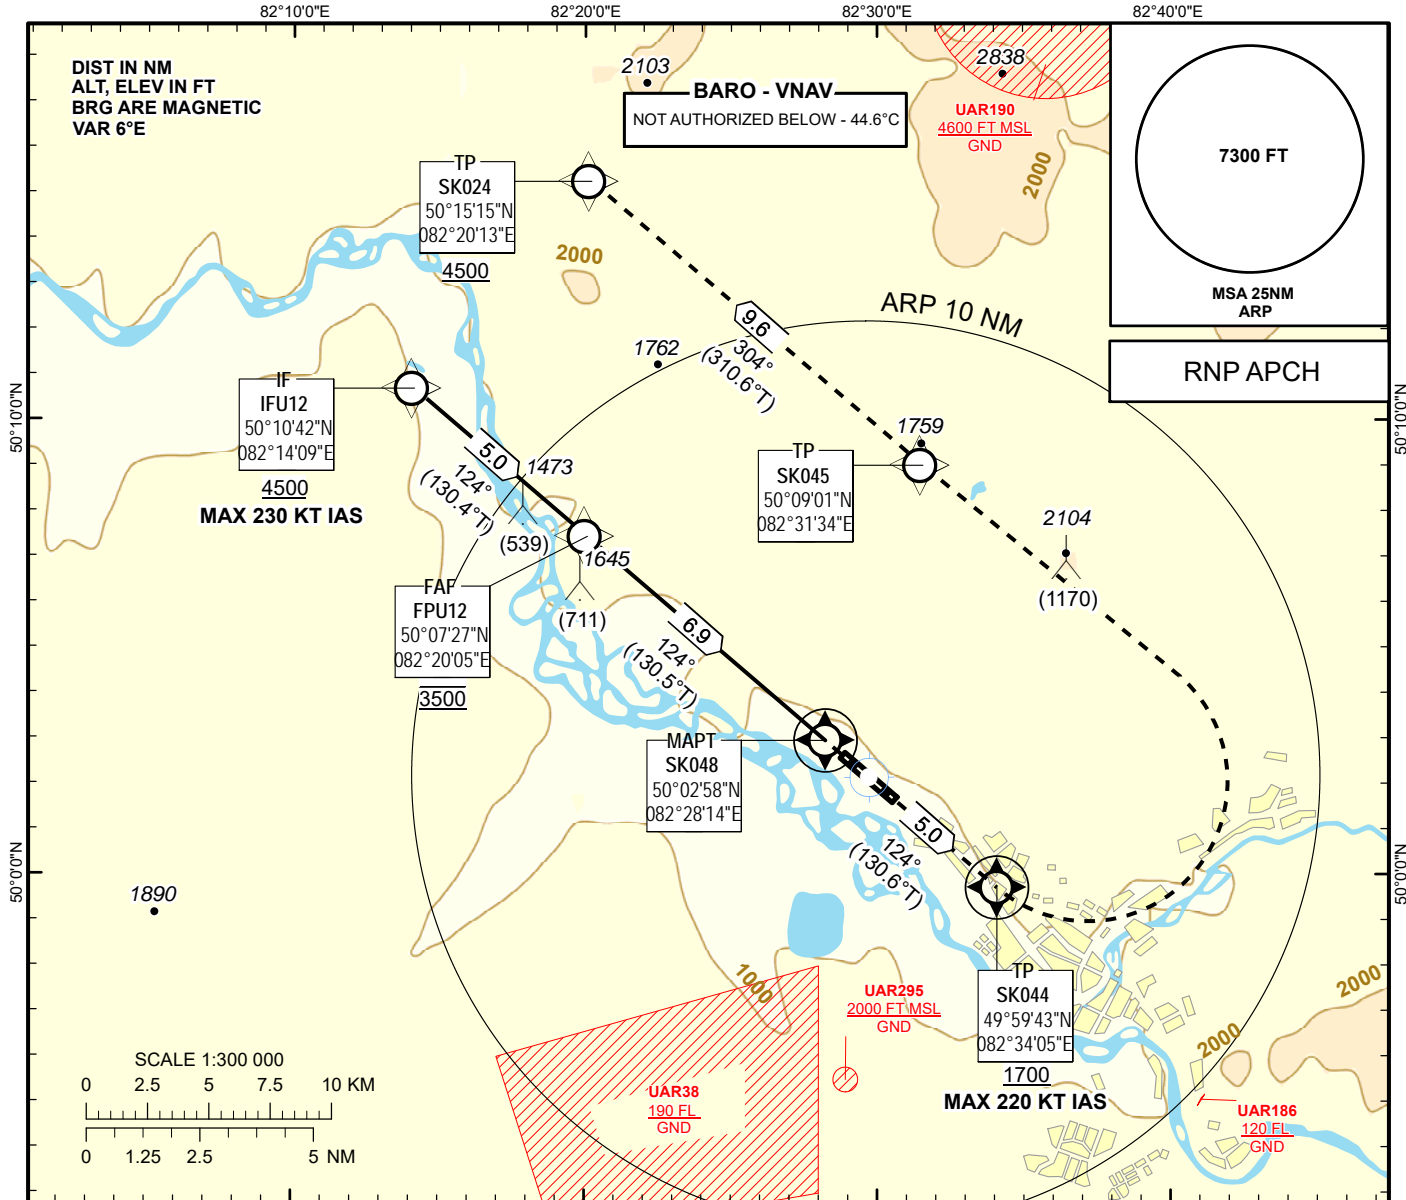 82°10'0"E
82°20'0"E
82°30'0"E
82°40'0"E
DIST IN NM
ALT, ELEV IN FT
BRG ARE MAGNETIC
VAR 6°E
2103
BARO - VNAV
NOT AUTHORIZED BELOW - 44.6°C
2838
UAR190
4600 FT MSL
GND
2000
7300 FT
MSA 25NM
ARP
RNP APCH
TP
SK024
50°15'15"N
082°20'13"E
4500
2000
ARP 10 NM
9.6
304°
(310.6°T)
1762
1759
IF
IFU12
50°10'42"N
082°14'09"E
4500
MAX 230 KT IAS
50°10'0"N
50°10'0"N
5.0
124°
(130.4°T)
1473
(539)
TP
SK045
50°09'01"N
082°31'34"E
2104
(1170)
1645
(711)
FAF
FPU12
50°07'27"N
082°20'05"E
3500
6.9
124°
(130.5°T)
MAPT
SK048
50°02'58"N
082°28'14"E
5.0
124°
(130.6°T)
50°0'0"N
50°0'0"N
1890
1000
UAR295
2000 FT MSL
GND
TP
SK044
49°59'43"N
082°34'05"E
1700
MAX 220 KT IAS
2000
2000
UAR38
190 FL
GND
UAR186
120 FL
GND
SCALE 1:300 000
0 2.5 5 7.5 10 KM
0 1.25 2.5 5 NM